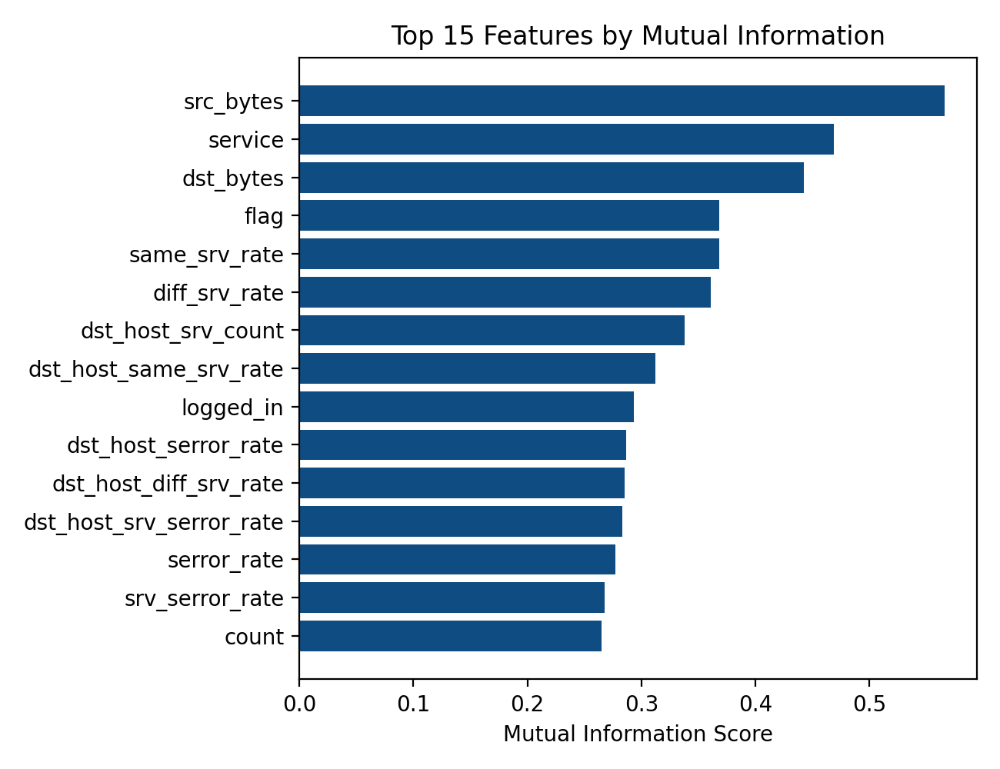 Top 15 Features by Mutual Information
src_bytes
service
dst_bytes
flag
same_srv_rate
diff_srv_rate
dst_host_srv_count
dst_host_same_srv_rate
logged_in
dst_host_serror_rate
dst_host_diff_srv_rate
dst_host_srv_serror_rate
serror_rate
srv_serror_rate
count
0.0 0.1 0.2 0.3 0.4 0.5
Mutual Information Score